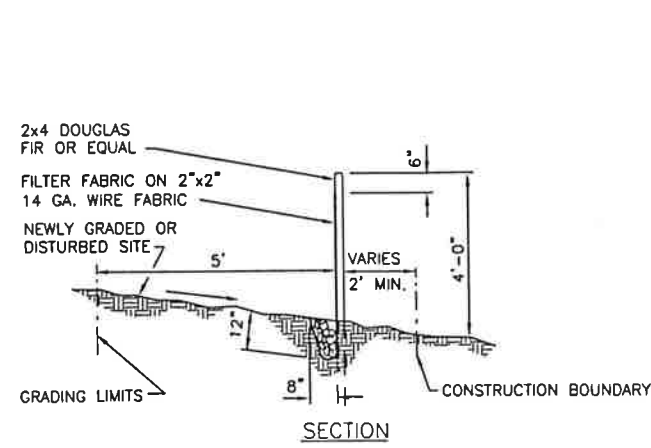 2x4 DOUGLAS
FIR OR EQUAL
FILTER FABRIC ON 2"x2"
14 GA. WIRE FABRIC
NEWLY GRADED OR
DISTURBED SITE
5'
VARIES
2' MIN.
6"
4'-0"
12"
8"
GRADING LIMITS
CONSTRUCTION BOUNDARY
SECTION